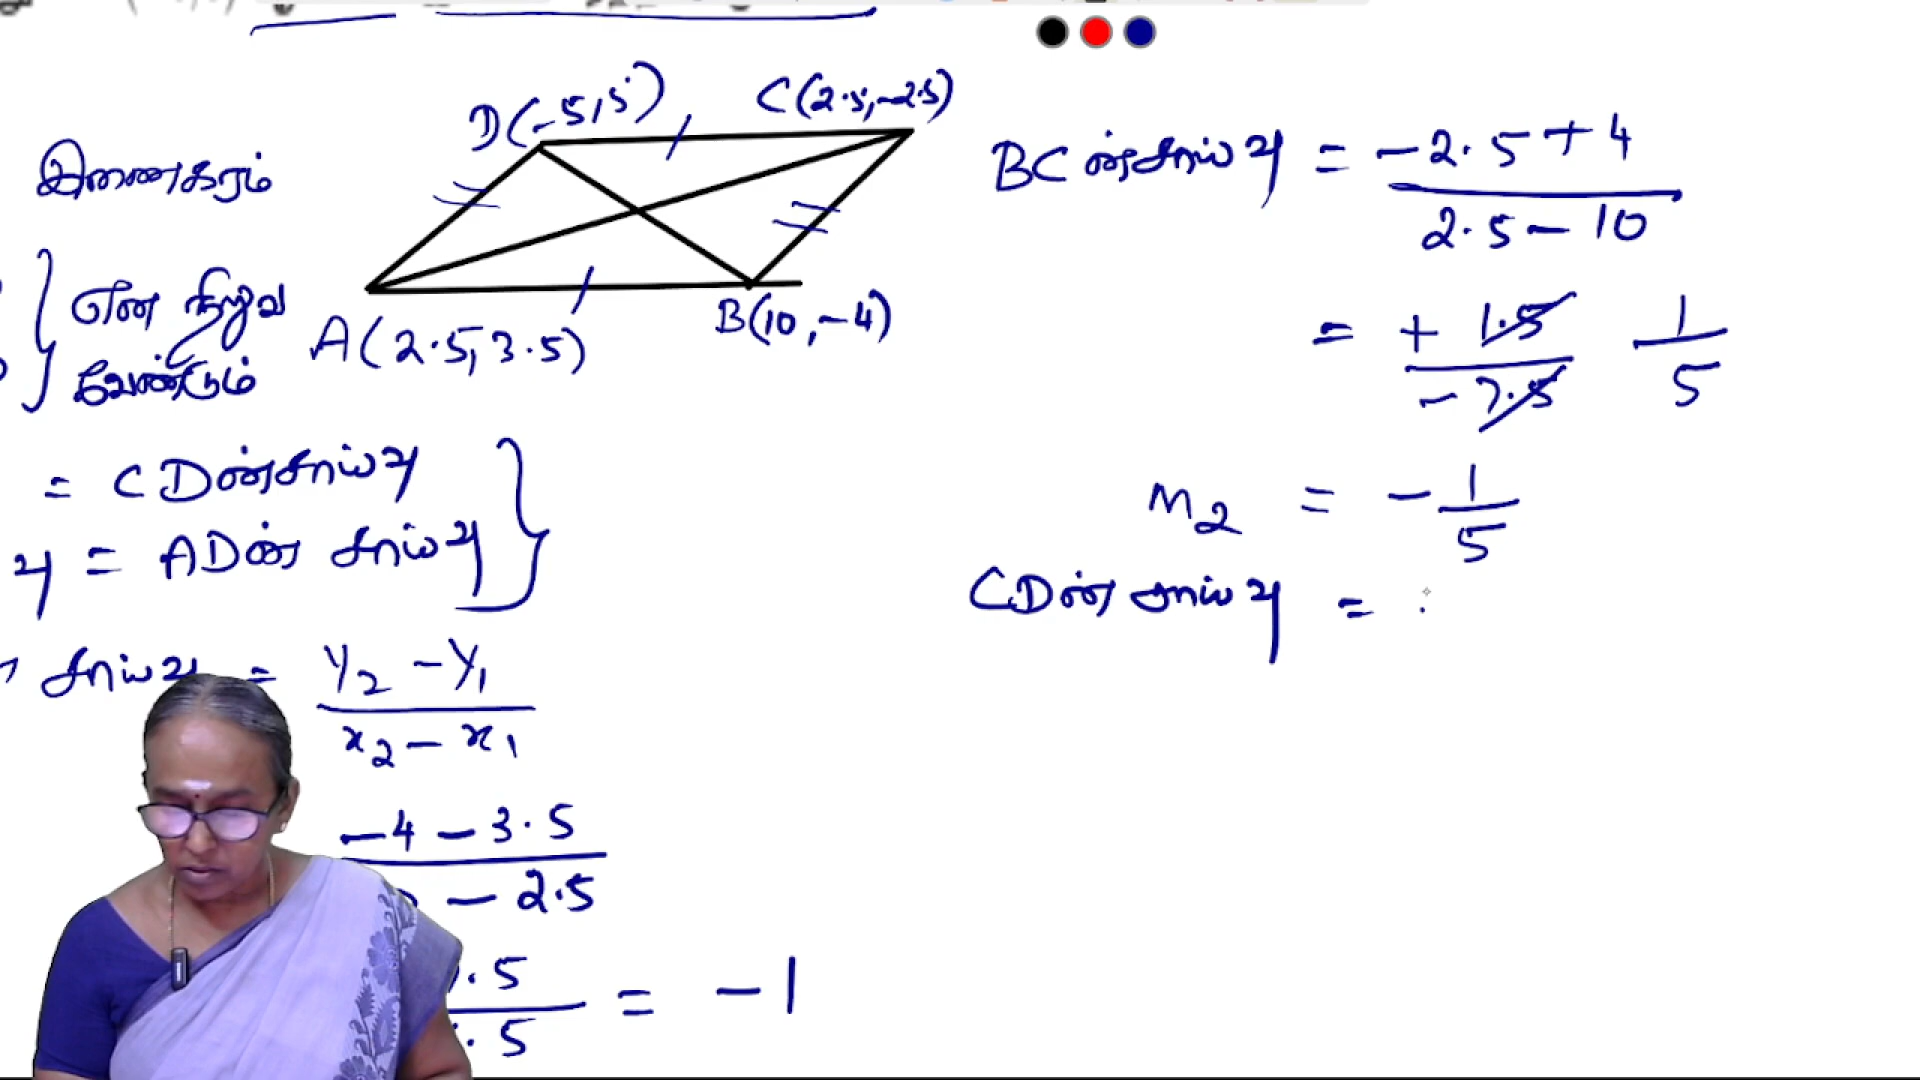 D(-5,5)
C(2.5,-2.5)
இணைகரம்
என நிறுவ
வேண்டும்
A(2.5,3.5)
B(10,-4)
= CDன்சாய்வு
வு = ADன் சாய்வு
சாய்வு = y₂ - y₁
x₂ - x₁
-4 - 3.5
- 2.5
.5 = -1
.5
BCன்சாய்வு = -2.5+4
2.5-10
= +1.5 1
-7.5 5
m₂ = -1
5
CDன் சாய்வு =